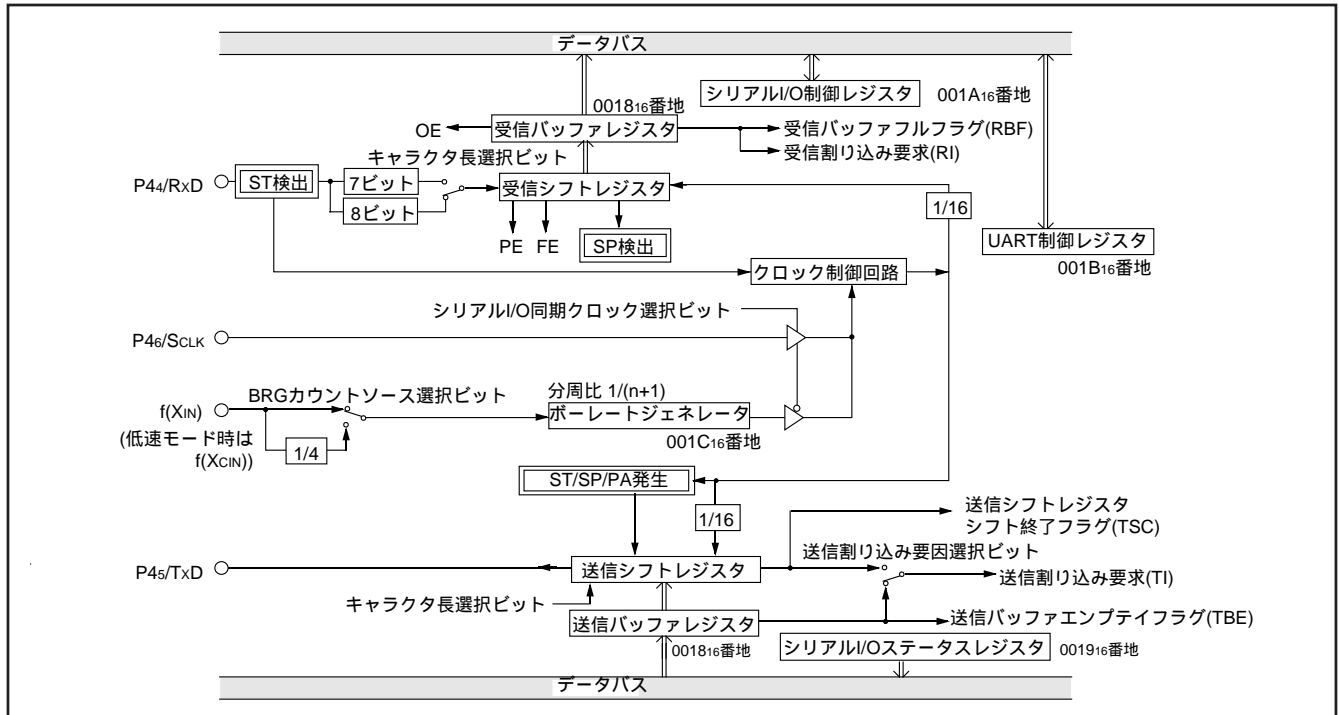 データバス
シリアルI/O制御レジスタ 001A16番地
001816番地
OE 受信バッファレジスタ 受信バッファフルフラグ(RBF)
受信割り込み要求(RI)
キャラクタ長選択ビット
P44/RXD ST検出 7ビット 受信シフトレジスタ
8ビット
1/16
PE FE SP検出
UART制御レジスタ
001B16番地
クロック制御回路
シリアルI/O同期クロック選択ビット
P46/SCLK
BRGカウントソース選択ビット 分周比 1/(n+1)
f(XIN) ボーレートジェネレータ
001C16番地
(低速モード時は
f(XCIN)) 1/4
ST/SP/PA発生
1/16
送信シフトレジスタ
シフト終了フラグ(TSC)
送信割り込み要因選択ビット
P45/TXD 送信シフトレジスタ 送信割り込み要求(TI)
キャラクタ長選択ビット
送信バッファレジスタ 送信バッファエンプテイフラグ(TBE)
001816番地 シリアルI/Oステータスレジスタ 001916番地
データバス